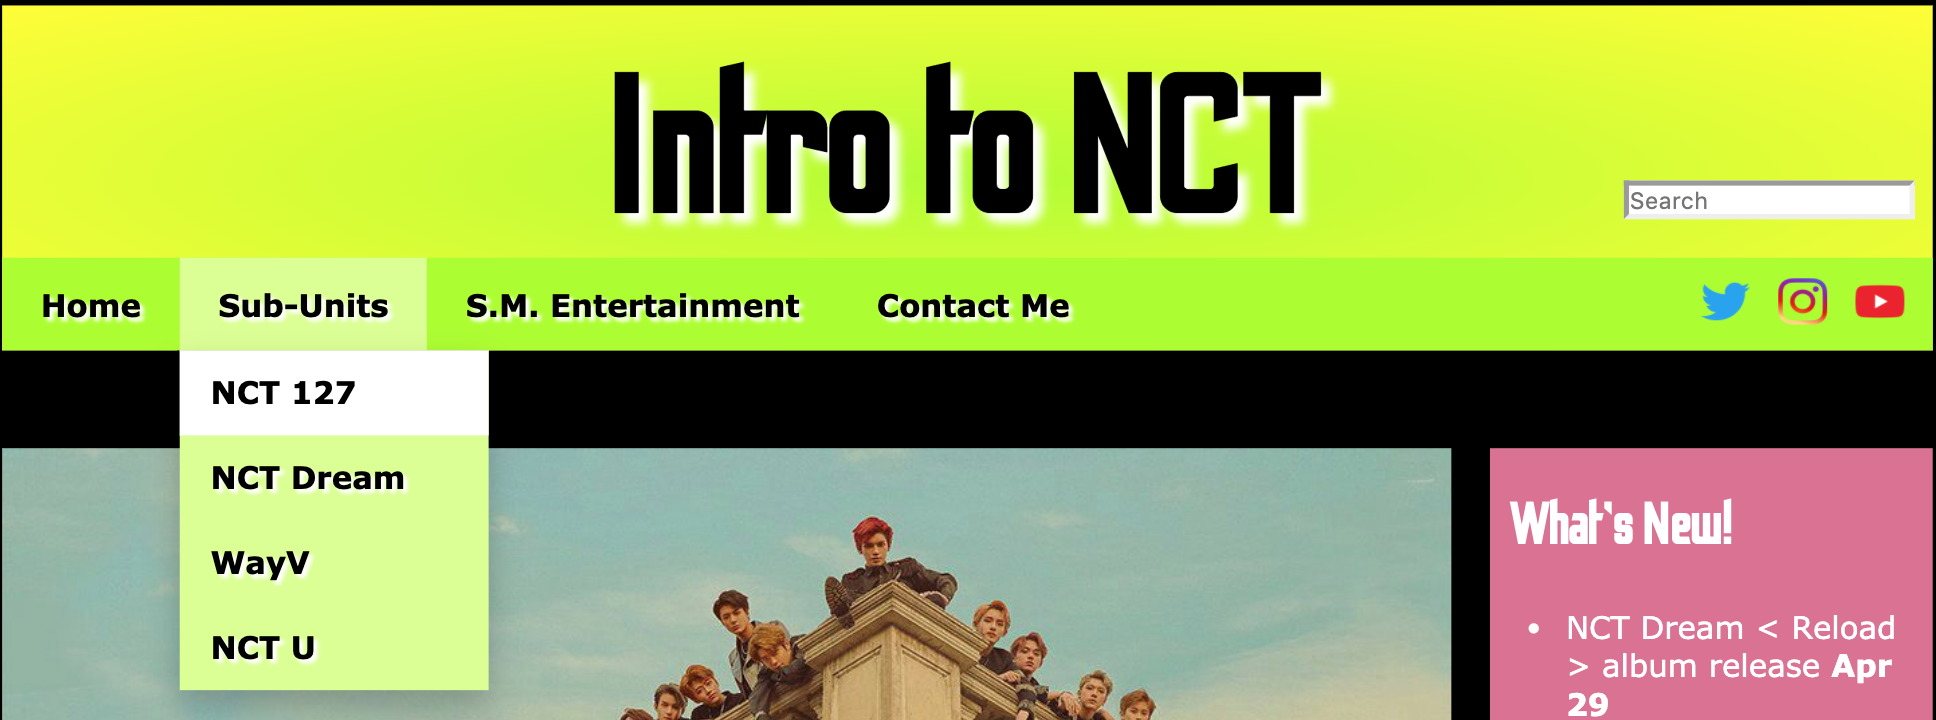 Intro to NCT
Search
Home
Sub-Units
S.M. Entertainment
Contact Me
NCT 127
NCT Dream
WayV
NCT U
What's New!
• NCT Dream < Reload
> album release Apr
29